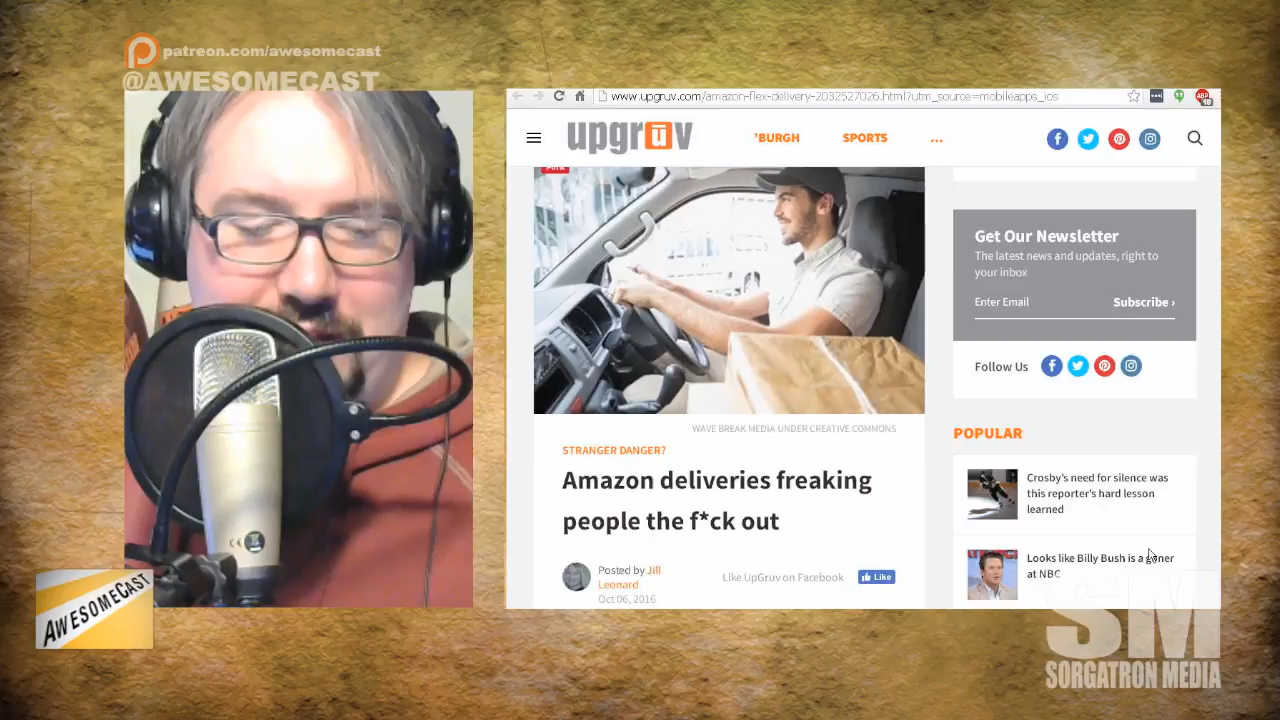 patreon.com/awesomecast
@AWESOMECAST
www.upgruv.com/amazon-flex-delivery-2032527026.html?utm_source=mobileapps_ios
ABP
18
upgruv
'BURGH
SPORTS
...
WAVE BREAK MEDIA UNDER CREATIVE COMMONS
STRANGER DANGER?
Amazon deliveries freaking
people the f*ck out
Posted by Jill
Leonard
Oct 06, 2016
Like UpGruv on Facebook
Like
Get Our Newsletter
The latest news and updates, right to
your inbox
Enter Email
Subscribe ›
Follow Us
POPULAR
Crosby's need for silence was
this reporter's hard lesson
learned
Looks like Billy Bush is a
at NBC
CE
AWESOMECAST
SM
SORGATRON MEDIA